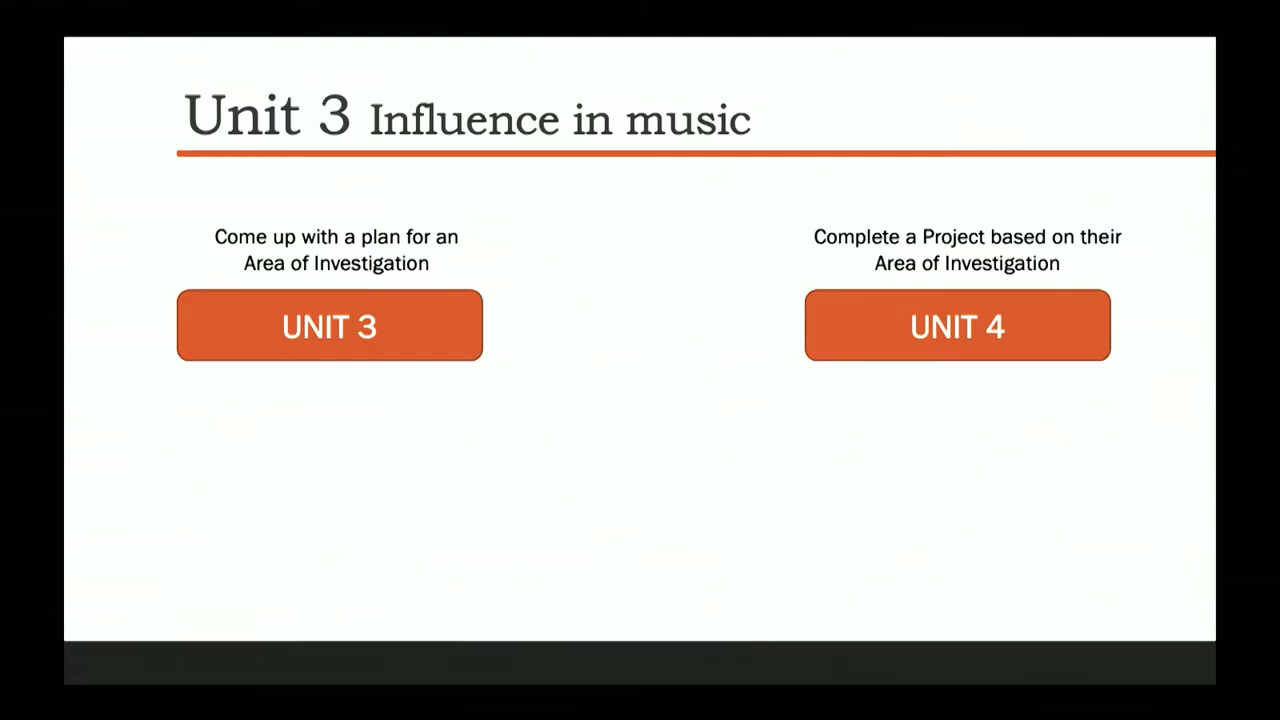 Unit 3 Influence in music
Come up with a plan for an
Area of Investigation
UNIT 3
Complete a Project based on their
Area of Investigation
UNIT 4